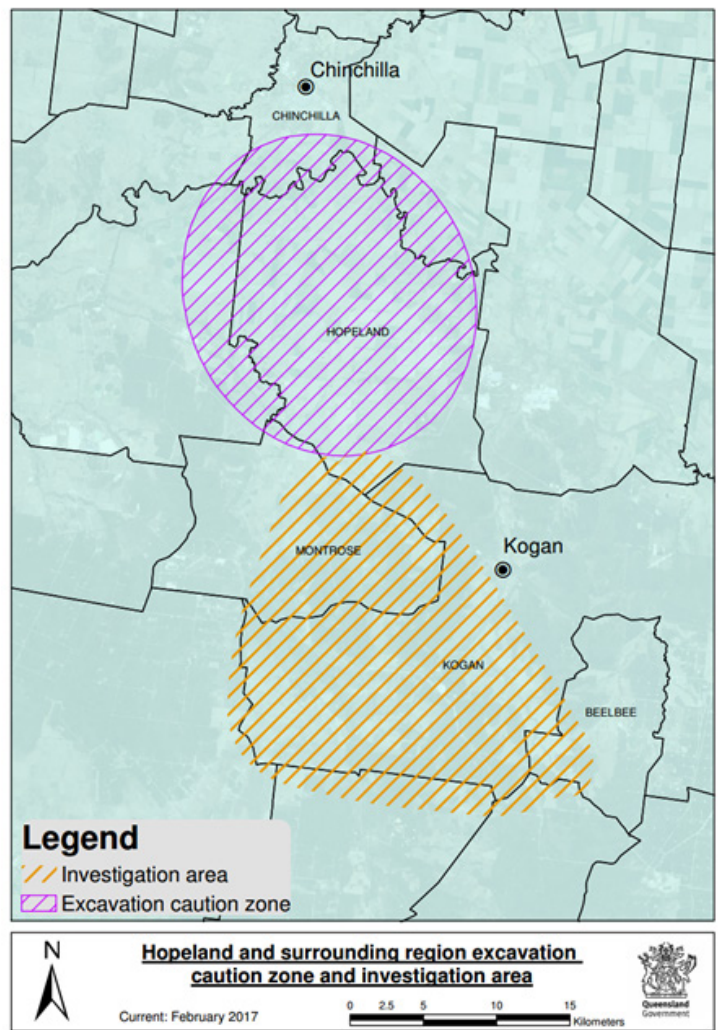 Chinchilla
CHINCHILLA
HOPELAND
MONTROSE
Kogan
KOGAN
BEELBEE
Legend
Investigation area
Excavation caution zone
N
Hopeland and surrounding region excavation
caution zone and investigation area
Current: February 2017
0 2.5 5 10 15
Kilometers
Queensland
Government